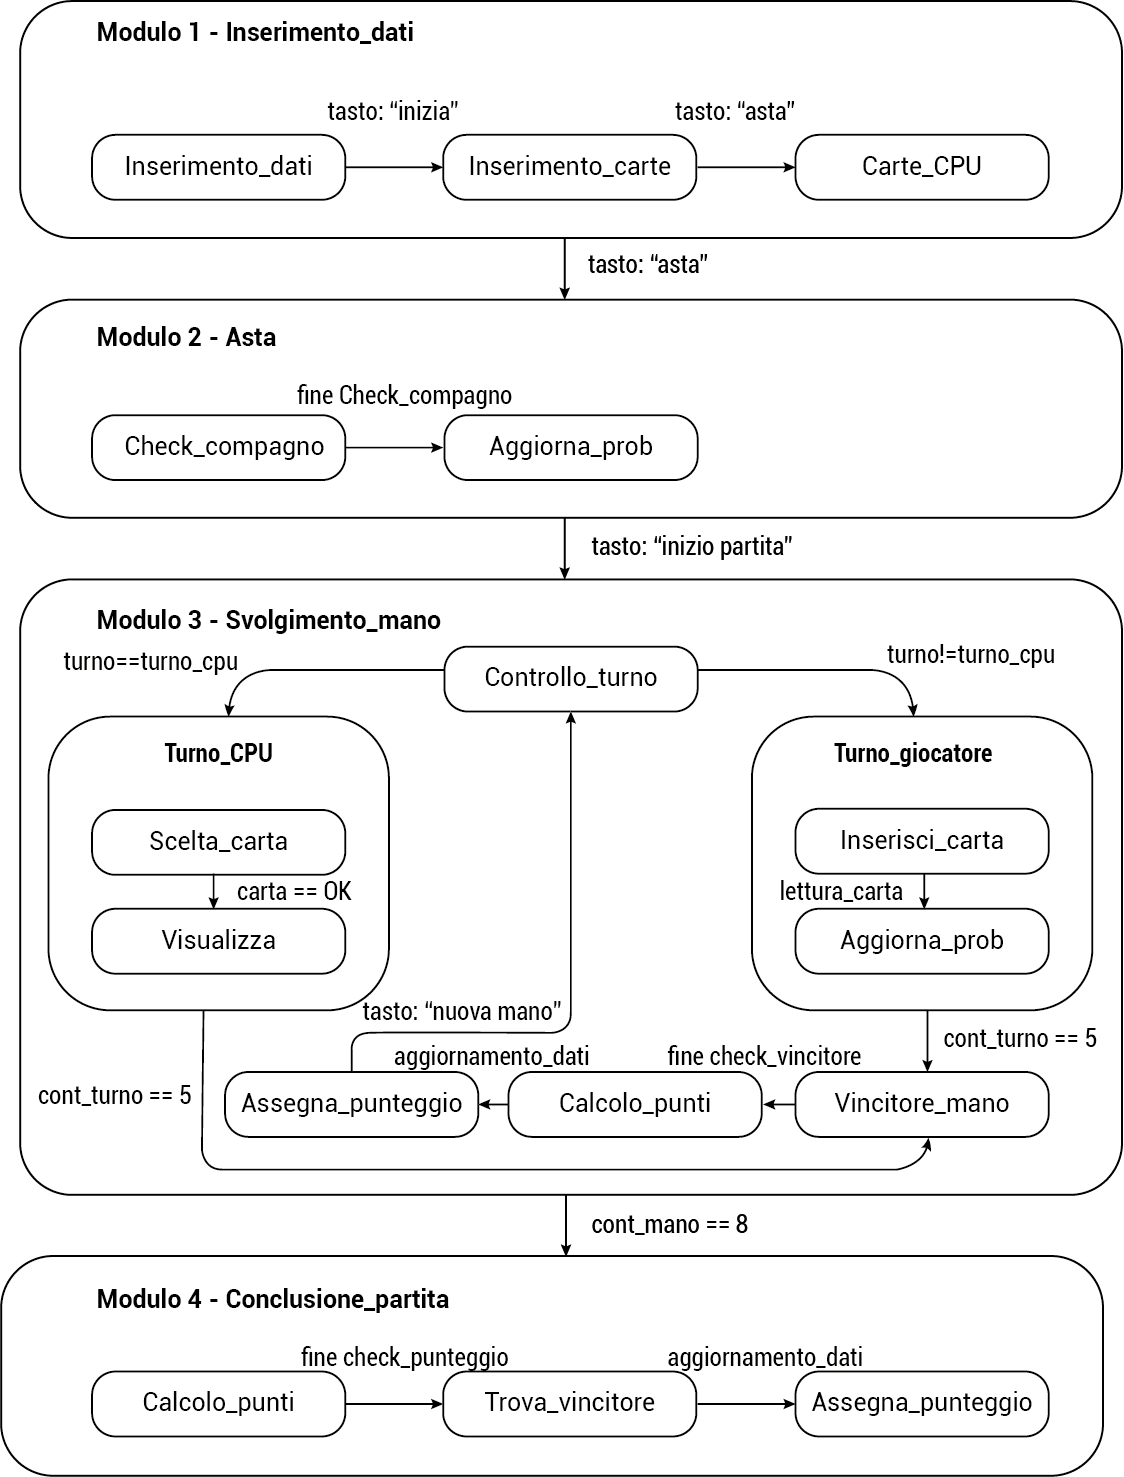 Modulo 1 - Inserimento_dati
tasto: “inizia”
tasto: “asta”
Inserimento_dati
Inserimento_carte
Carte_CPU
tasto: “asta”
Modulo 2 - Asta
fine Check_compagno
Check_compagno
Aggiorna_prob
tasto: “inizio partita”
Modulo 3 - Svolgimento_mano
turno==turno_cpu
Controllo_turno
turno!=turno_cpu
Turno_CPU
Turno_giocatore
Scelta_carta
Inserisci_carta
carta == OK
lettura_carta
Visualizza
Aggiorna_prob
tasto: “nuova mano”
cont_turno == 5
aggiornamento_dati
fine check_vincitore
cont_turno == 5
Assegna_punteggio
Calcolo_punti
Vincitore_mano
cont_mano == 8
Modulo 4 - Conclusione_partita
fine check_punteggio
aggiornamento_dati
Calcolo_punti
Trova_vincitore
Assegna_punteggio